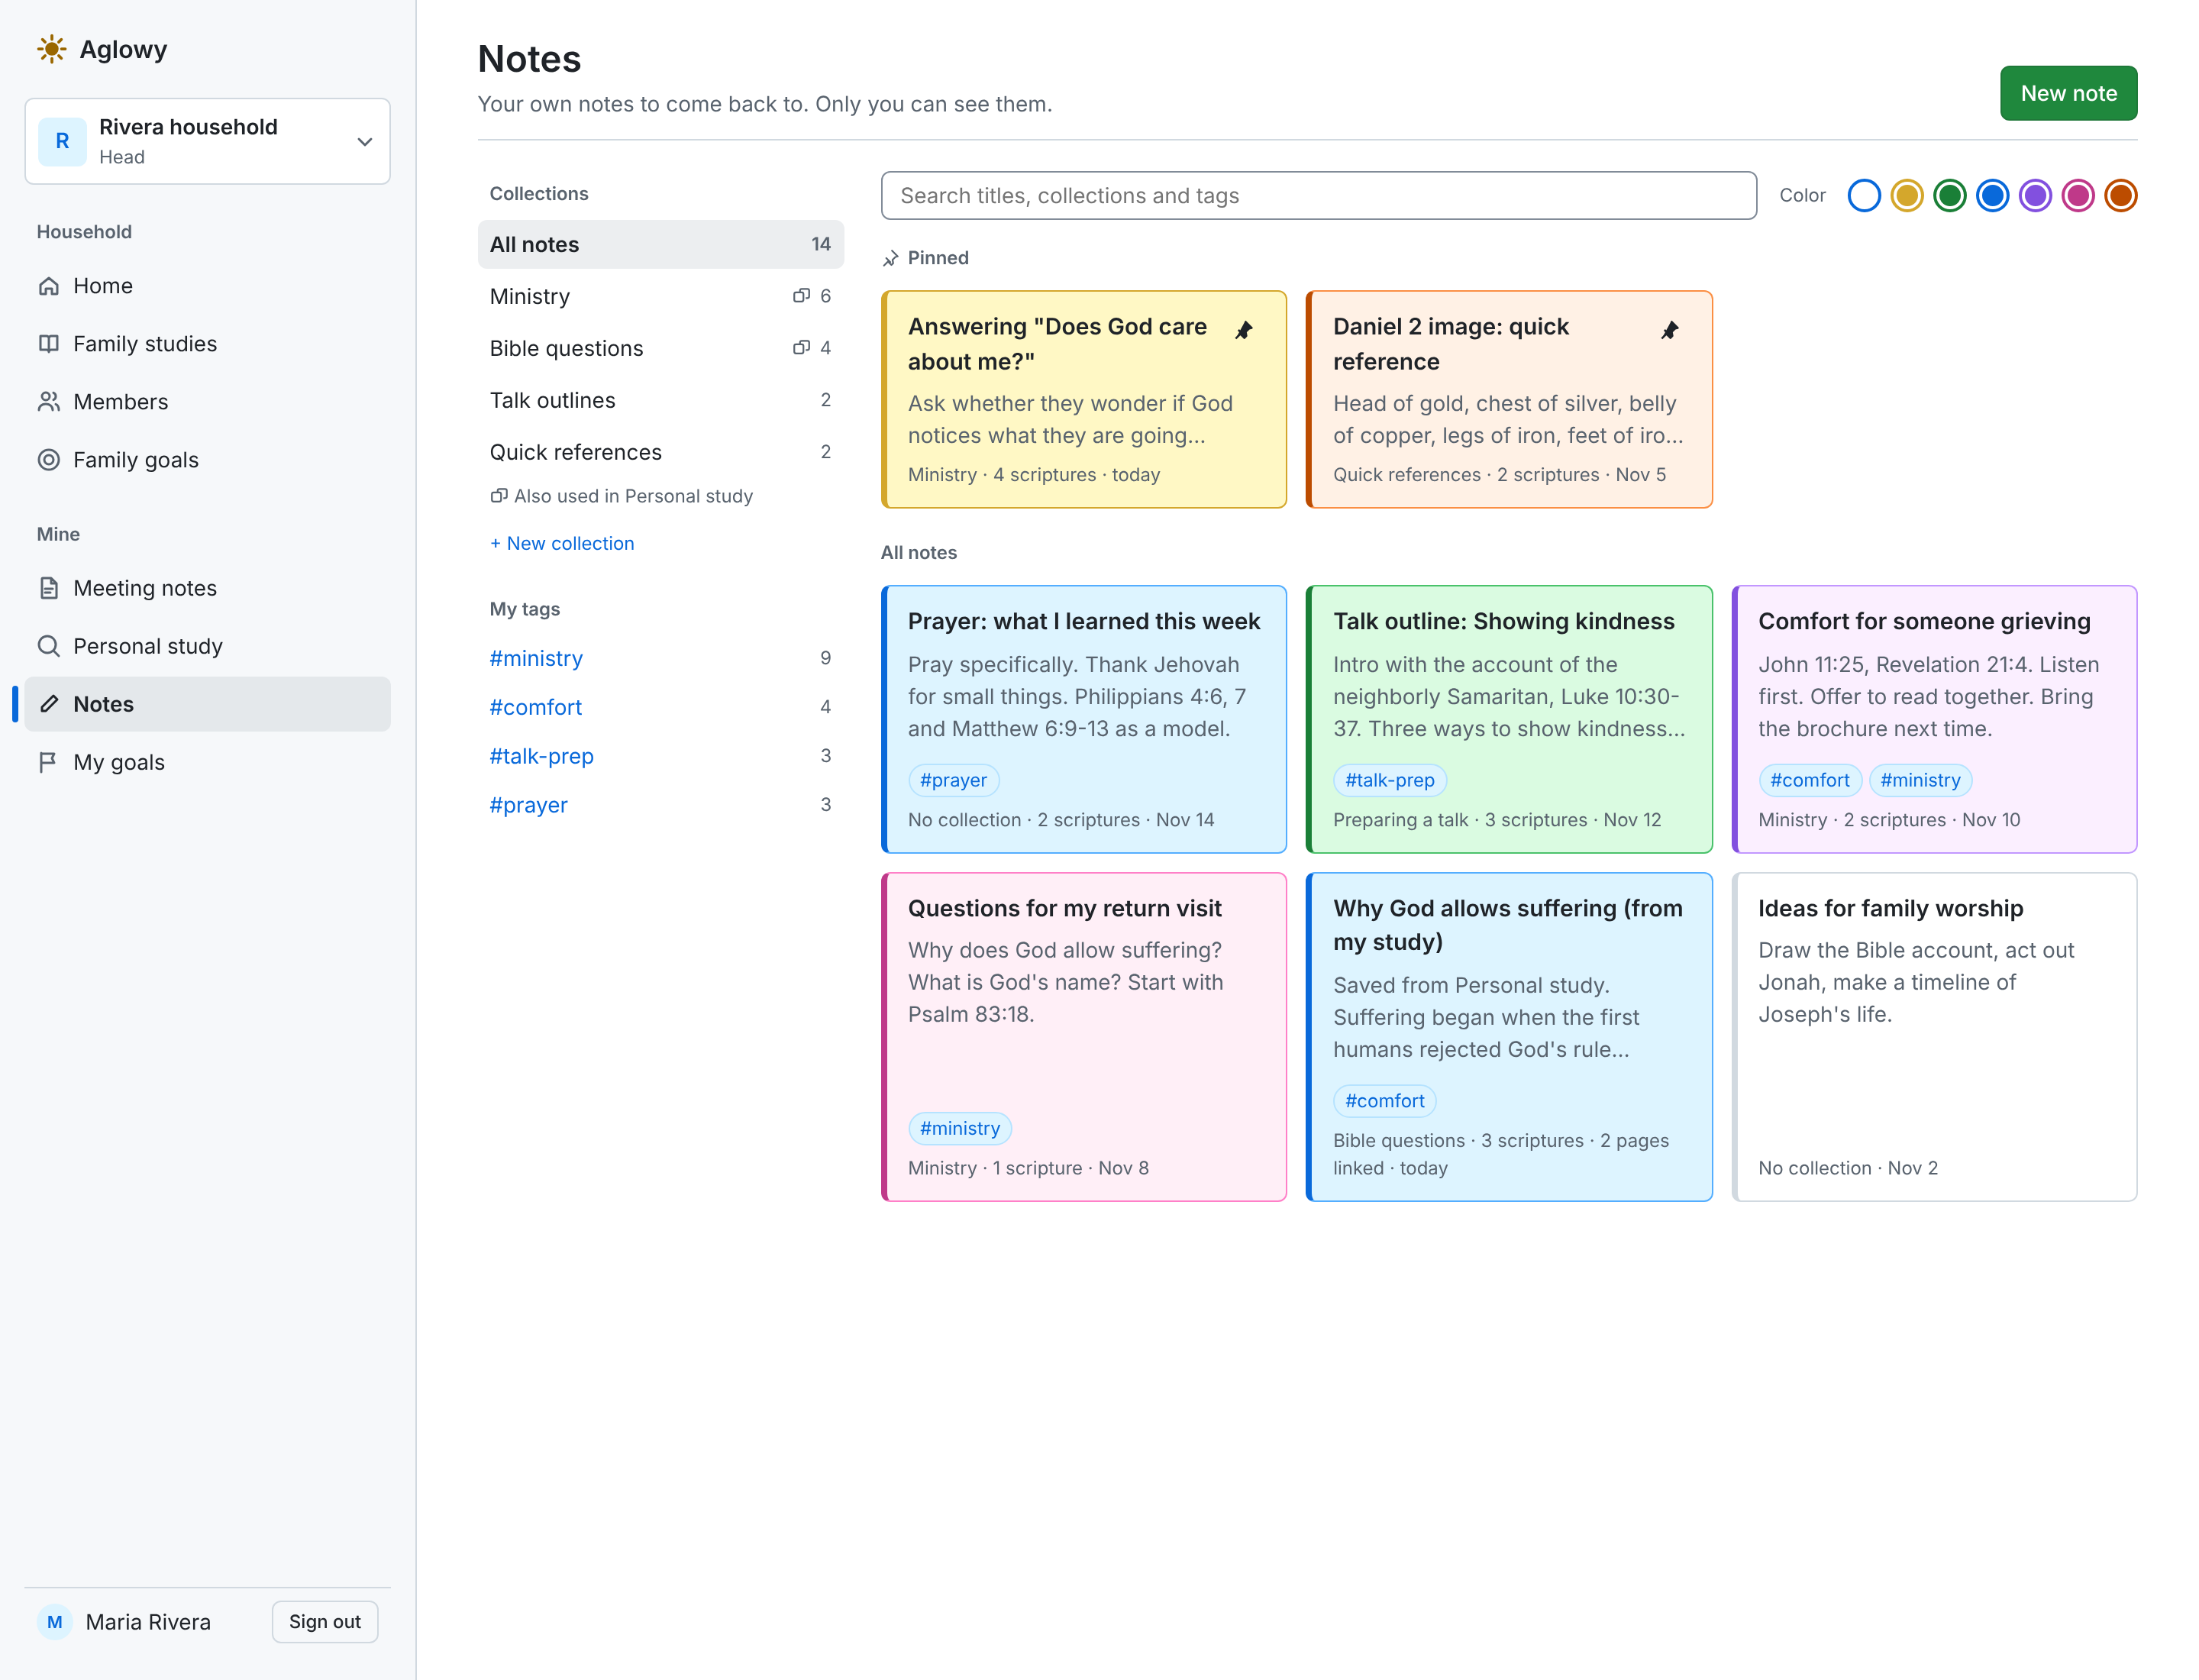 Aglowy
R
Rivera household
Head
Household
Home
Family studies
Members
Family goals
Mine
Meeting notes
Personal study
Notes
My goals
M
Maria Rivera
Sign out
Notes
Your own notes to come back to. Only you can see them.
New note
Collections
All notes 14
Ministry 6
Bible questions 4
Talk outlines 2
Quick references 2
Also used in Personal study
+ New collection
My tags
#ministry 9
#comfort 4
#talk-prep 3
#prayer 3
Search titles, collections and tags
Color
Pinned
Answering "Does God care
about me?"
Ask whether they wonder if God
notices what they are going...
Ministry · 4 scriptures · today
Daniel 2 image: quick
reference
Head of gold, chest of silver, belly
of copper, legs of iron, feet of iro...
Quick references · 2 scriptures · Nov 5
All notes
Prayer: what I learned this week
Pray specifically. Thank Jehovah
for small things. Philippians 4:6, 7
and Matthew 6:9-13 as a model.
#prayer
No collection · 2 scriptures · Nov 14
Talk outline: Showing kindness
Intro with the account of the
neighborly Samaritan, Luke 10:30-
37. Three ways to show kindness...
#talk-prep
Preparing a talk · 3 scriptures · Nov 12
Comfort for someone grieving
John 11:25, Revelation 21:4. Listen
first. Offer to read together. Bring
the brochure next time.
#comfort #ministry
Ministry · 2 scriptures · Nov 10
Questions for my return visit
Why does God allow suffering?
What is God's name? Start with
Psalm 83:18.
#ministry
Ministry · 1 scripture · Nov 8
Why God allows suffering (from
my study)
Saved from Personal study.
Suffering began when the first
humans rejected God's rule...
#comfort
Bible questions · 3 scriptures · 2 pages
linked · today
Ideas for family worship
Draw the Bible account, act out
Jonah, make a timeline of
Joseph's life.
No collection · Nov 2